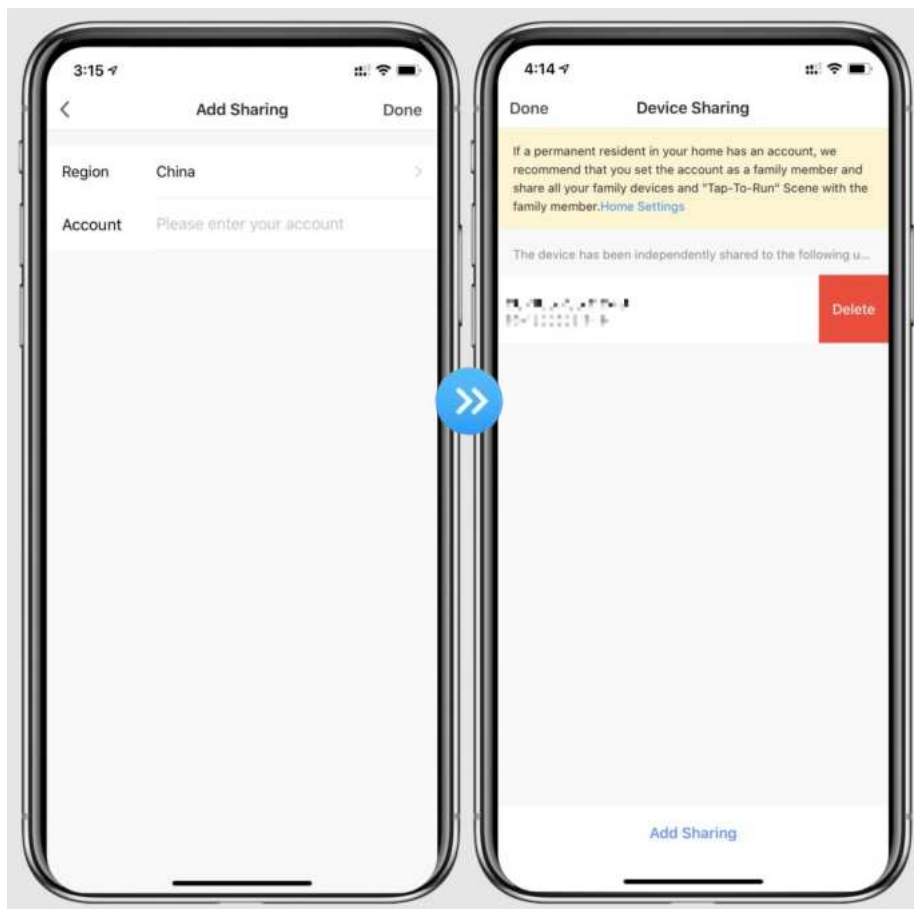 3:15
Add Sharing
Done
Region
China
Account
Please enter your account
4:14
Done
Device Sharing
If a permanent resident in your home has an account, we
recommend that you set the account as a family member and
share all your family devices and "Tap-To-Run" Scene with the
family member.Home Settings
The device has been independently shared to the following u...
Delete
Add Sharing